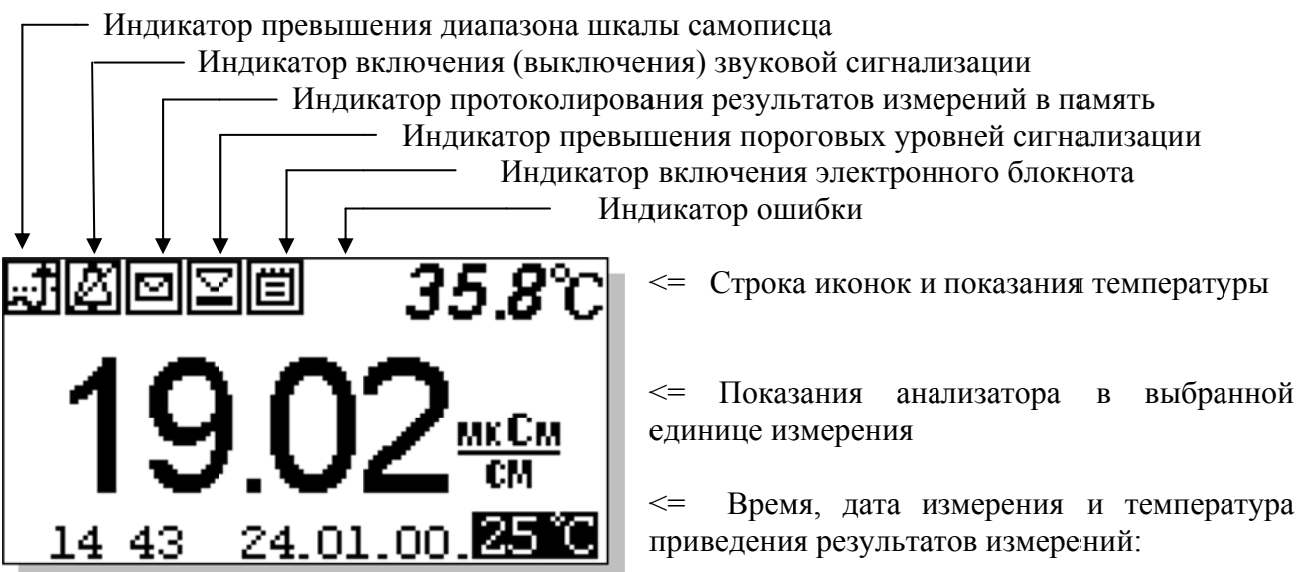 Индикатор превышения диапазона шкалы самописца
Индикатор включения (выключения) звуковой сигнализации
Индикатор протоколирования результатов измерений в память
Индикатор превышения пороговых уровней сигнализации
Индикатор включения электронного блокнота
Индикатор ошибки
35.8°C
<= Строка иконок и показания температуры
19.02 мкСм/см
<= Показания анализатора в выбранной
единице измерения
14 43 24.01.00. 25 °C
<= Время, дата измерения и температура
приведения результатов измерений: